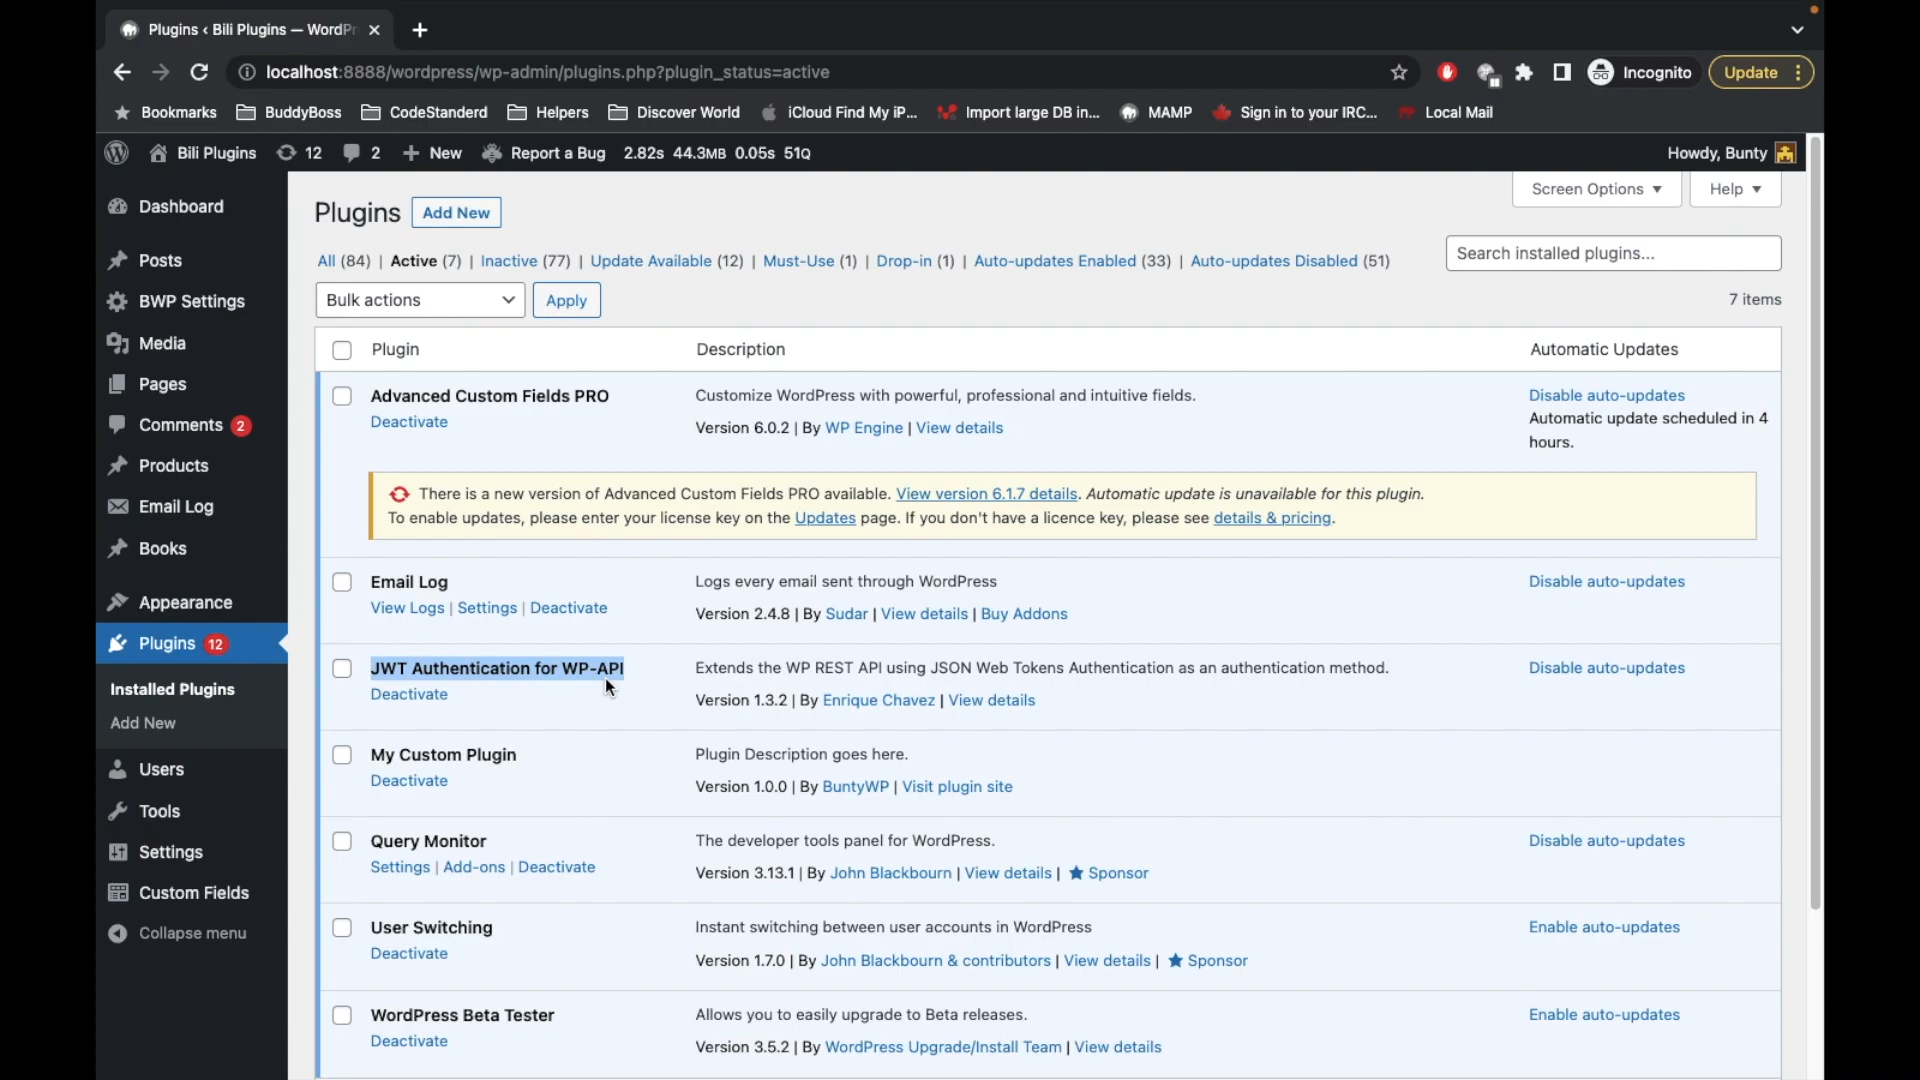 Plugins ‹ Bili Plugins — WordPr
localhost:8888/wordpress/wp-admin/plugins.php?plugin_status=active
Incognito
Update
Bookmarks BuddyBoss CodeStanderd Helpers Discover World iCloud Find My iP... Import large DB in... MAMP Sign in to your IRC... Local Mail
Bili Plugins 12 2 New Report a Bug 2.82s 44.3MB 0.05s 51Q Howdy, Bunty
Screen Options Help
Dashboard
Posts
BWP Settings
Media
Pages
Comments 2
Products
Email Log
Books
Appearance
Plugins 12
Installed Plugins
Add New
Users
Tools
Settings
Custom Fields
Collapse menu
Plugins Add New
All (84) | Active (7) | Inactive (77) | Update Available (12) | Must-Use (1) | Drop-in (1) | Auto-updates Enabled (33) | Auto-updates Disabled (51)
Search installed plugins...
Bulk actions Apply 7 items
Plugin Description Automatic Updates
Advanced Custom Fields PRO
Deactivate
Customize WordPress with powerful, professional and intuitive fields.
Version 6.0.2 | By WP Engine | View details
Disable auto-updates
Automatic update scheduled in 4
hours.
There is a new version of Advanced Custom Fields PRO available. View version 6.1.7 details. Automatic update is unavailable for this plugin.
To enable updates, please enter your license key on the Updates page. If you don't have a licence key, please see details & pricing.
Email Log
View Logs | Settings | Deactivate
Logs every email sent through WordPress
Version 2.4.8 | By Sudar | View details | Buy Addons
Disable auto-updates
JWT Authentication for WP-API
Deactivate
Extends the WP REST API using JSON Web Tokens Authentication as an authentication method.
Version 1.3.2 | By Enrique Chavez | View details
Disable auto-updates
My Custom Plugin
Deactivate
Plugin Description goes here.
Version 1.0.0 | By BuntyWP | Visit plugin site
Query Monitor
Settings | Add-ons | Deactivate
The developer tools panel for WordPress.
Version 3.13.1 | By John Blackbourn | View details | Sponsor
Disable auto-updates
User Switching
Deactivate
Instant switching between user accounts in WordPress
Version 1.7.0 | By John Blackbourn & contributors | View details | Sponsor
Enable auto-updates
WordPress Beta Tester
Deactivate
Allows you to easily upgrade to Beta releases.
Version 3.5.2 | By WordPress Upgrade/Install Team | View details
Enable auto-updates